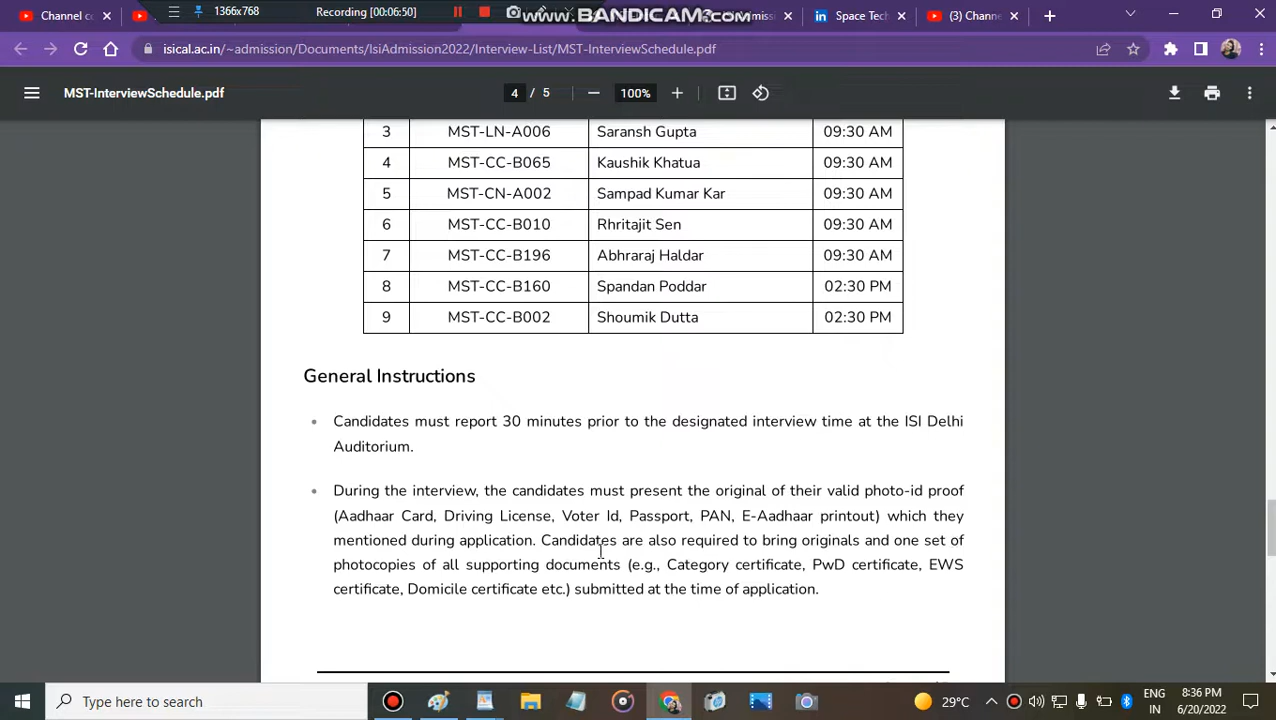 1366x768
Recording [00:06:50]
www.BANDICAM.com
Channel c
missi
Space Tech
(3) Channe
isical.ac.in/~admission/Documents/IsiAdmission2022/Interview-List/MST-InterviewSchedule.pdf
MST-InterviewSchedule.pdf
4 / 5
100%
3 MST-LN-A006 Saransh Gupta 09:30 AM
4 MST-CC-B065 Kaushik Khatua 09:30 AM
5 MST-CN-A002 Sampad Kumar Kar 09:30 AM
6 MST-CC-B010 Rhritajit Sen 09:30 AM
7 MST-CC-B196 Abhraraj Haldar 09:30 AM
8 MST-CC-B160 Spandan Poddar 02:30 PM
9 MST-CC-B002 Shoumik Dutta 02:30 PM
General Instructions
• Candidates must report 30 minutes prior to the designated interview time at the ISI Delhi
Auditorium.
• During the interview, the candidates must present the original of their valid photo-id proof
(Aadhaar Card, Driving License, Voter Id, Passport, PAN, E-Aadhaar printout) which they
mentioned during application. Candidates are also required to bring originals and one set of
photocopies of all supporting documents (e.g., Category certificate, PwD certificate, EWS
certificate, Domicile certificate etc.) submitted at the time of application.
Type here to search
29°C
ENG
IN
8:36 PM
6/20/2022